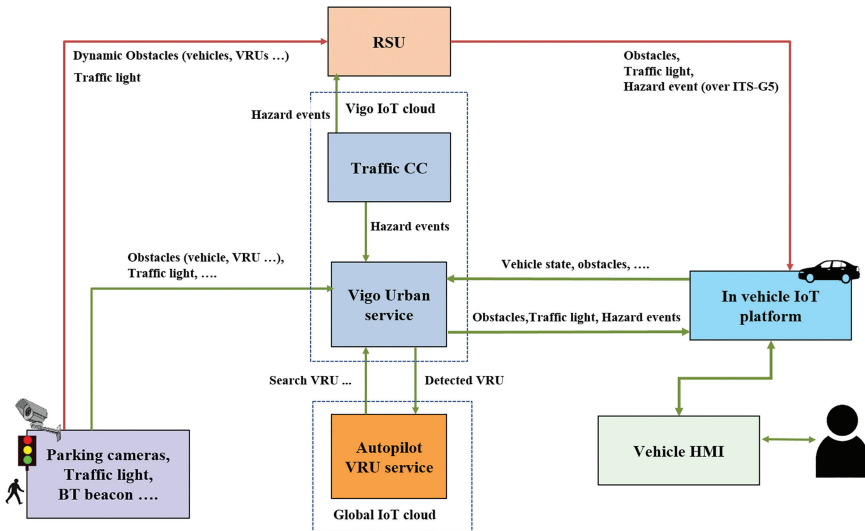 RSU
Dynamic Obstacles (vehicles, VRUs …)
Traffic light
Obstacles,
Traffic light,
Hazard event (over ITS-G5)
Hazard events
Vigo IoT cloud
Traffic CC
Hazard events
Obstacles (vehicle, VRU …),
Traffic light, ….
Vehicle state, obstacles, ….
Vigo Urban
service
In vehicle IoT
platform
Obstacles,Traffic light, Hazard events
Search VRU ...
Detected VRU
Parking cameras,
Traffic light,
BT beacon ….
Autopilot
VRU service
Vehicle HMI
Global IoT cloud